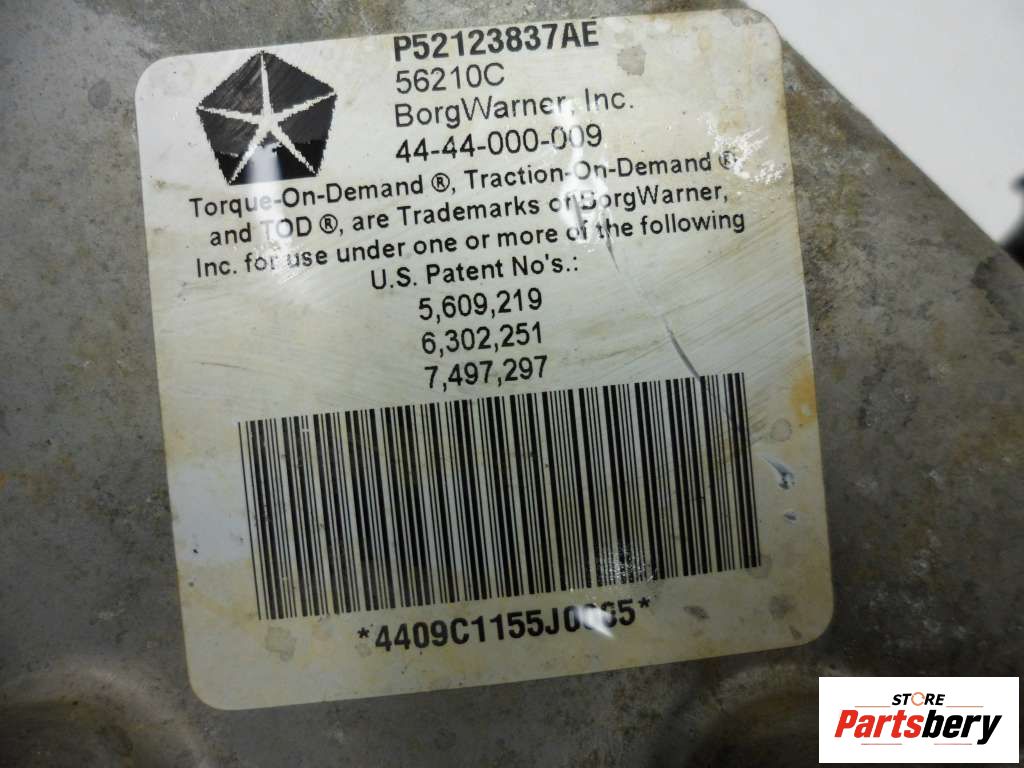 P52123837AE
56210C
BorgWarner, Inc.
44-44-000-009
Torque-On-Demand ®, Traction-On-Demand ®
and TOD ®, are Trademarks of BorgWarner,
Inc. for use under one or more of the following
U.S. Patent No's.:
5,609,219
6,302,251
7,497,297
STORE
Partsbery